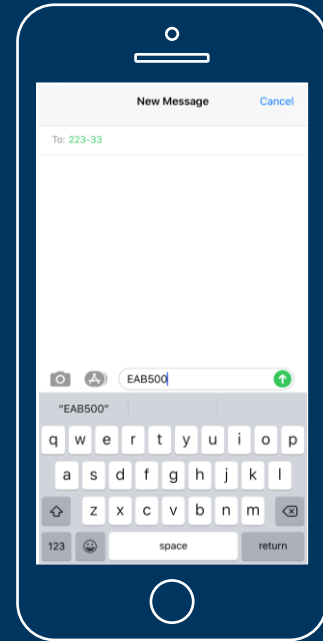 New Message Cancel
To: 223-33
EAB500
"EAB500"
q w e r t y u i o p
a s d f g h j k l
z x c v b n m
123 space return